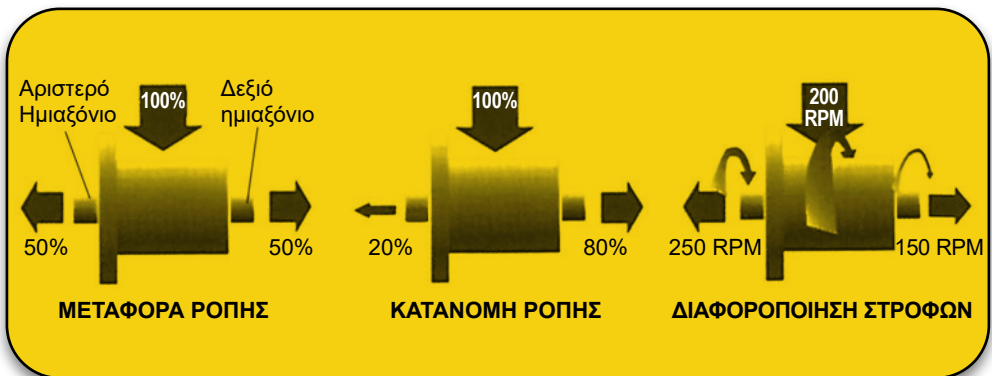 Αριστερό
Ημιαξόνιο
100%
Δεξιό
ημιαξόνιο
50%
50%
ΜΕΤΑΦΟΡΑ ΡΟΠΗΣ
100%
20%
80%
ΚΑΤΑΝΟΜΗ ΡΟΠΗΣ
200
RPM
250 RPM
150 RPM
ΔΙΑΦΟΡΟΠΟΙΗΣΗ ΣΤΡΟΦΩΝ